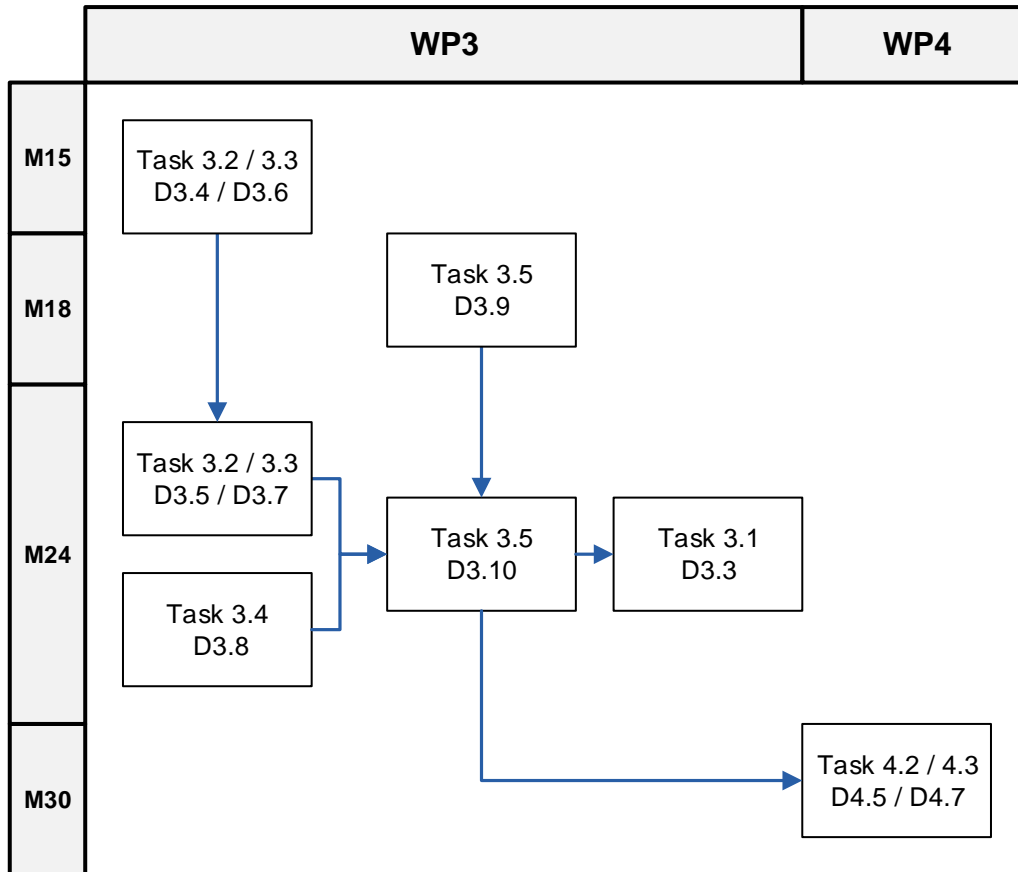 WP3
WP4
M15
Task 3.2 / 3.3
D3.4 / D3.6
M18
Task 3.5
D3.9
M24
Task 3.2 / 3.3
D3.5 / D3.7
Task 3.5
D3.10
Task 3.1
D3.3
Task 3.4
D3.8
M30
Task 4.2 / 4.3
D4.5 / D4.7